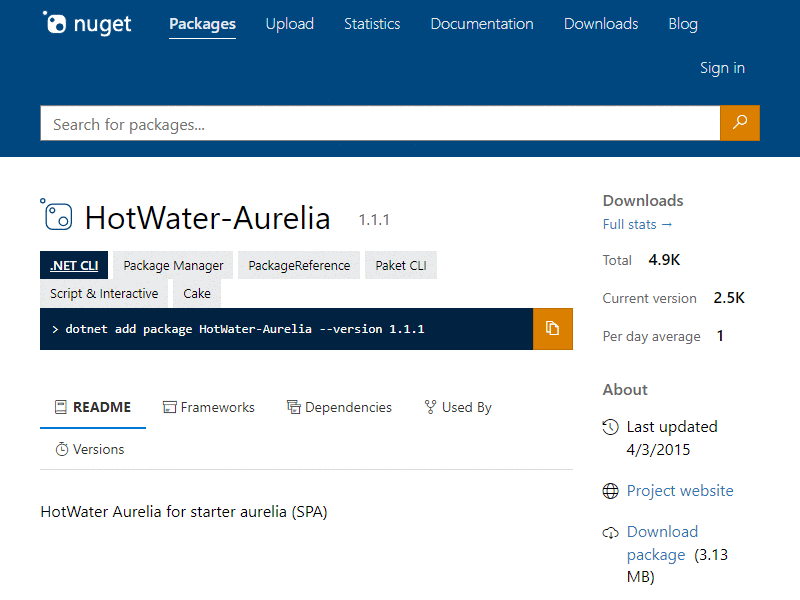 nuget Packages Upload Statistics Documentation Downloads Blog
Sign in
Search for packages...
HotWater-Aurelia 1.1.1
.NET CLI Package Manager PackageReference Paket CLI
Script & Interactive Cake
> dotnet add package HotWater-Aurelia --version 1.1.1
README Frameworks Dependencies Used By
Versions
HotWater Aurelia for starter aurelia (SPA)
Downloads
Full stats →
Total 4.9K
Current version 2.5K
Per day average 1
About
Last updated
4/3/2015
Project website
Download
package (3.13
MB)